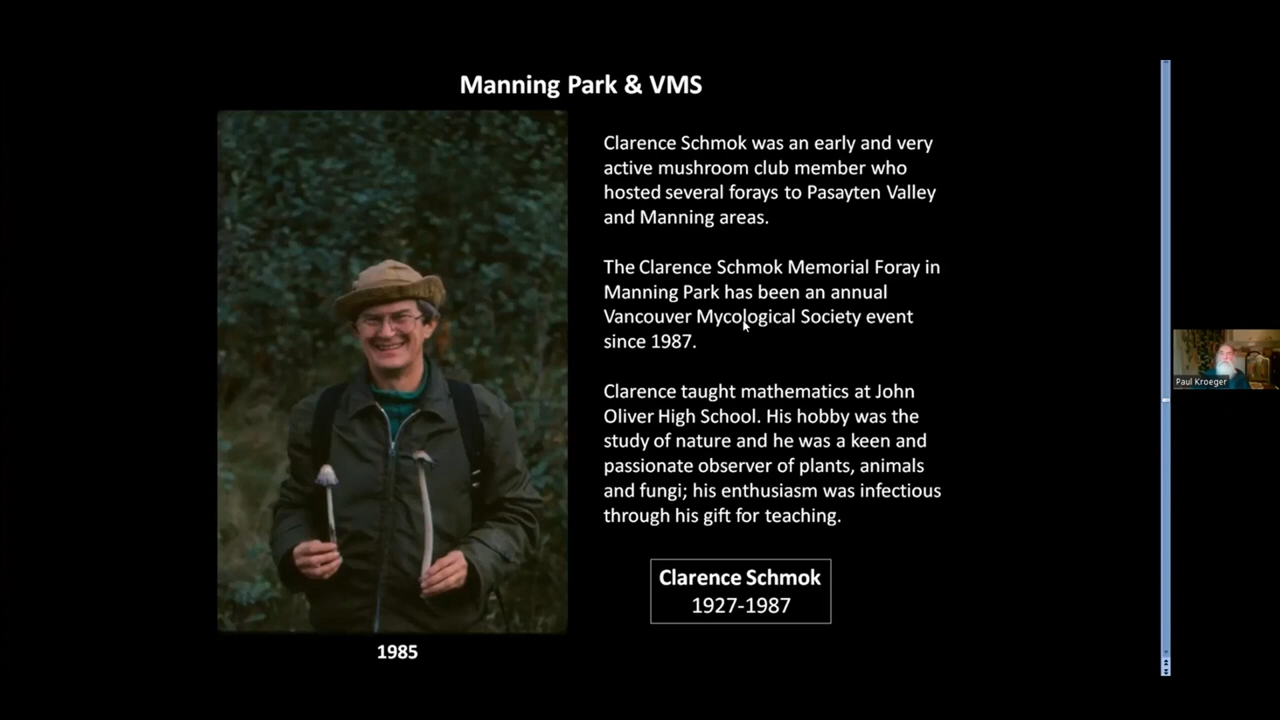 Manning Park & VMS
Clarence Schmok was an early and very
active mushroom club member who
hosted several forays to Pasayten Valley
and Manning areas.
The Clarence Schmok Memorial Foray in
Manning Park has been an annual
Vancouver Mycological Society event
since 1987.
Clarence taught mathematics at John
Oliver High School. His hobby was the
study of nature and he was a keen and
passionate observer of plants, animals
and fungi; his enthusiasm was infectious
through his gift for teaching.
Clarence Schmok
1927-1987
1985
Paul Kroeger